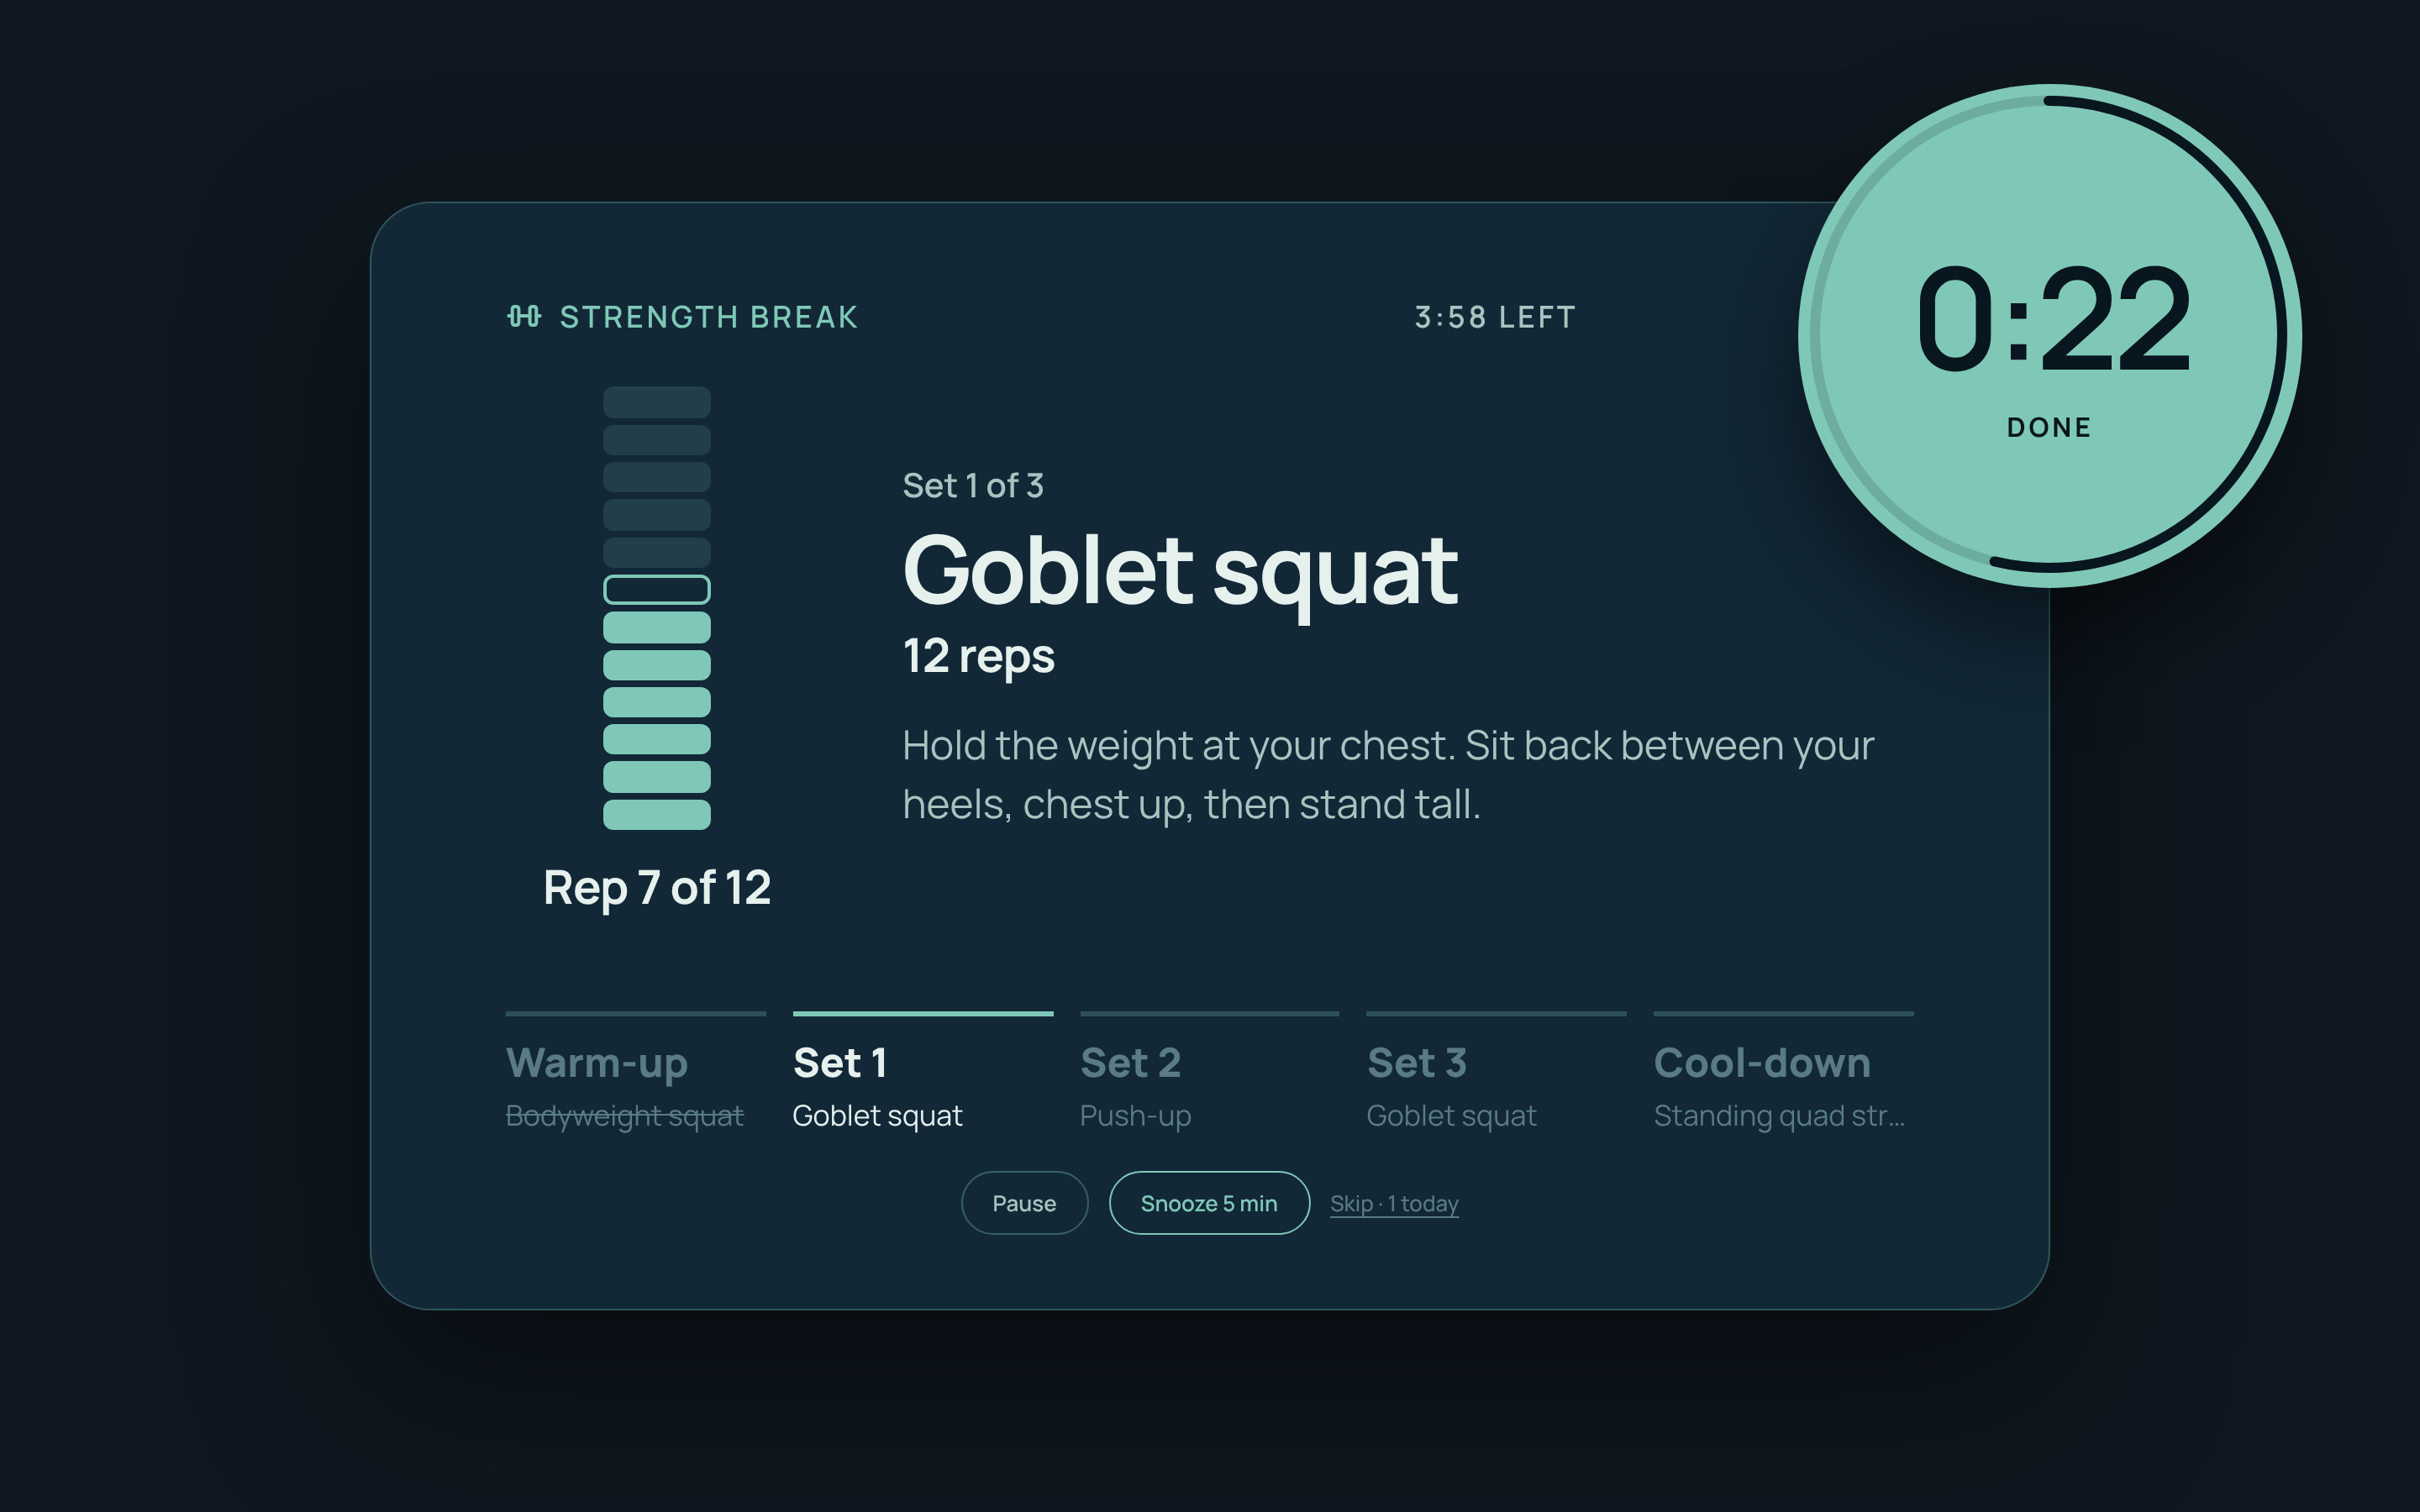 STRENGTH BREAK
3:58 LEFT
0:22
DONE
Set 1 of 3
Goblet squat
12 reps
Hold the weight at your chest. Sit back between your
heels, chest up, then stand tall.
Rep 7 of 12
Warm-up
Bodyweight squat
Set 1
Goblet squat
Set 2
Push-up
Set 3
Goblet squat
Cool-down
Standing quad str...
Pause
Snooze 5 min
Skip · 1 today